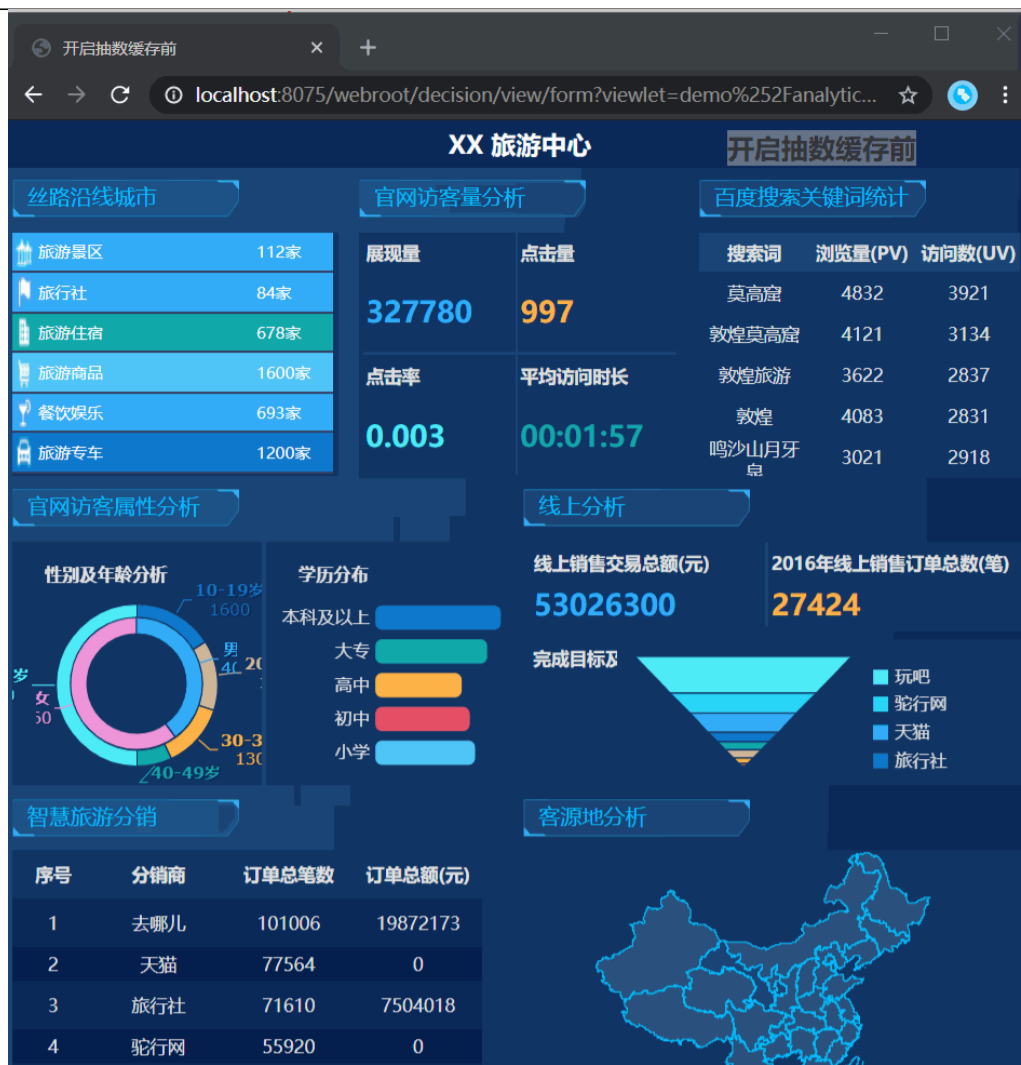 开启抽数缓存前
localhost:8075/webroot/decision/view/form?viewlet=demo%252Fanalytic...
XX 旅游中心
开启抽数缓存前
丝路沿线城市
旅游景区 112家
旅行社 84家
旅游住宿 678家
旅游商品 1600家
餐饮娱乐 693家
旅游专车 1200家
官网访客量分析
展现量 点击量
327780 997
点击率 平均访问时长
0.003 00:01:57
百度搜索关键词统计
搜索词 浏览量(PV) 访问数(UV)
莫高窟 4832 3921
敦煌莫高窟 4121 3134
敦煌旅游 3622 2837
敦煌 4083 2831
鸣沙山月牙泉 3021 2918
官网访客属性分析
性别及年龄分析
10-19岁
1600
男
岁
女
50
30-3
130
40-49岁
学历分布
本科及以上
大专
高中
初中
小学
线上分析
线上销售交易总额(元) 2016年线上销售订单总数(笔)
53026300 27424
完成目标及
玩吧
驼行网
天猫
旅行社
智慧旅游分销
序号 分销商 订单总笔数 订单总额(元)
1 去哪儿 101006 19872173
2 天猫 77564 0
3 旅行社 71610 7504018
4 驼行网 55920 0
客源地分析